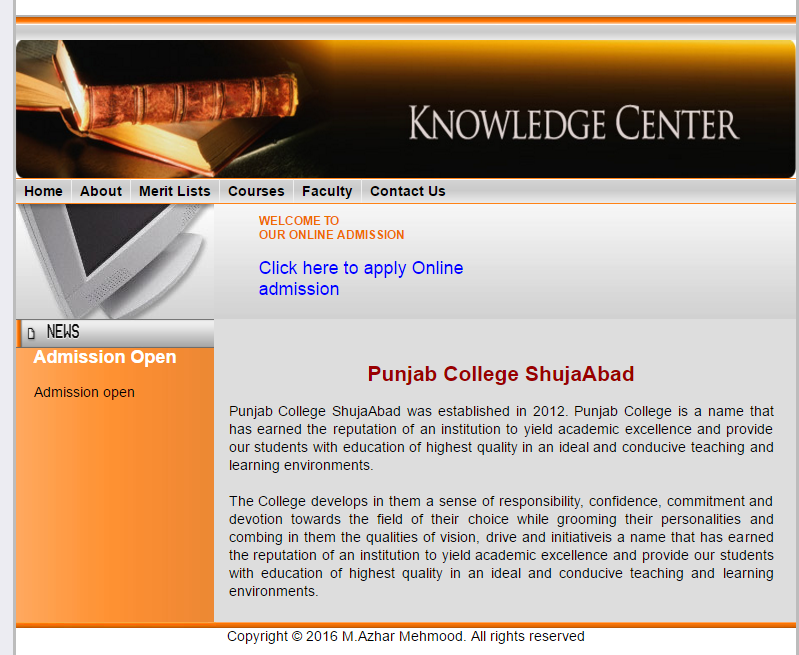 KNOWLEDGE CENTER
Home About Merit Lists Courses Faculty Contact Us
WELCOME TO
OUR ONLINE ADMISSION
Click here to apply Online
admission
NEWS
Admission Open
Admission open
Punjab College ShujaAbad
Punjab College ShujaAbad was established in 2012. Punjab College is a name that
has earned the reputation of an institution to yield academic excellence and provide
our students with education of highest quality in an ideal and conducive teaching and
learning environments.
The College develops in them a sense of responsibility, confidence, commitment and
devotion towards the field of their choice while grooming their personalities and
combing in them the qualities of vision, drive and initiativeis a name that has earned
the reputation of an institution to yield academic excellence and provide our students
with education of highest quality in an ideal and conducive teaching and learning
environments.
Copyright © 2016 M.Azhar Mehmood. All rights reserved